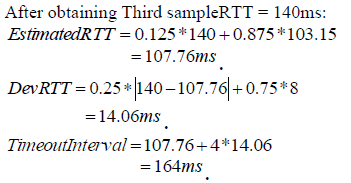 After obtaining Third sampleRTT = 140ms:
EstimatedRTT = 0.125*140+0.875*103.15
= 107.76ms.
DevRTT = 0.25*|140−107.76|+0.75*8
= 14.06ms.
TimeoutInterval = 107.76+4*14.06
= 164ms.